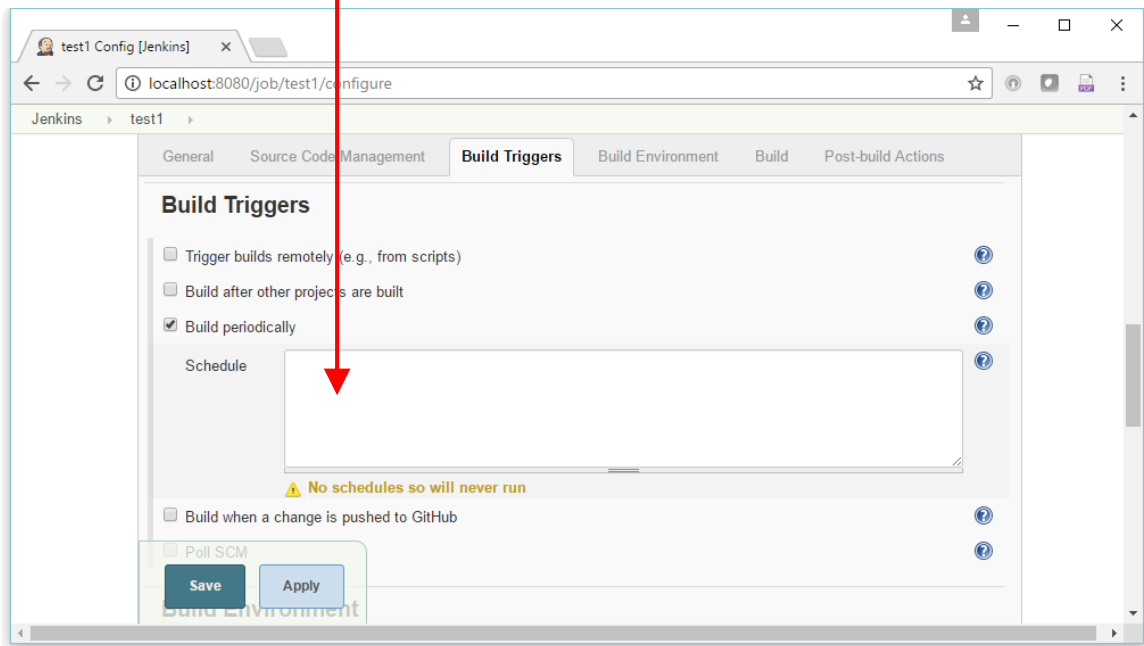 test1 Config [Jenkins]
localhost:8080/job/test1/configure
PDF
Jenkins test1
General Source Code Management Build Triggers Build Environment Build Post-build Actions
Build Triggers
Trigger builds remotely (e.g., from scripts)
Build after other projects are built
Build periodically
Schedule
No schedules so will never run
Build when a change is pushed to GitHub
Poll SCM
Save Apply
Build Environment